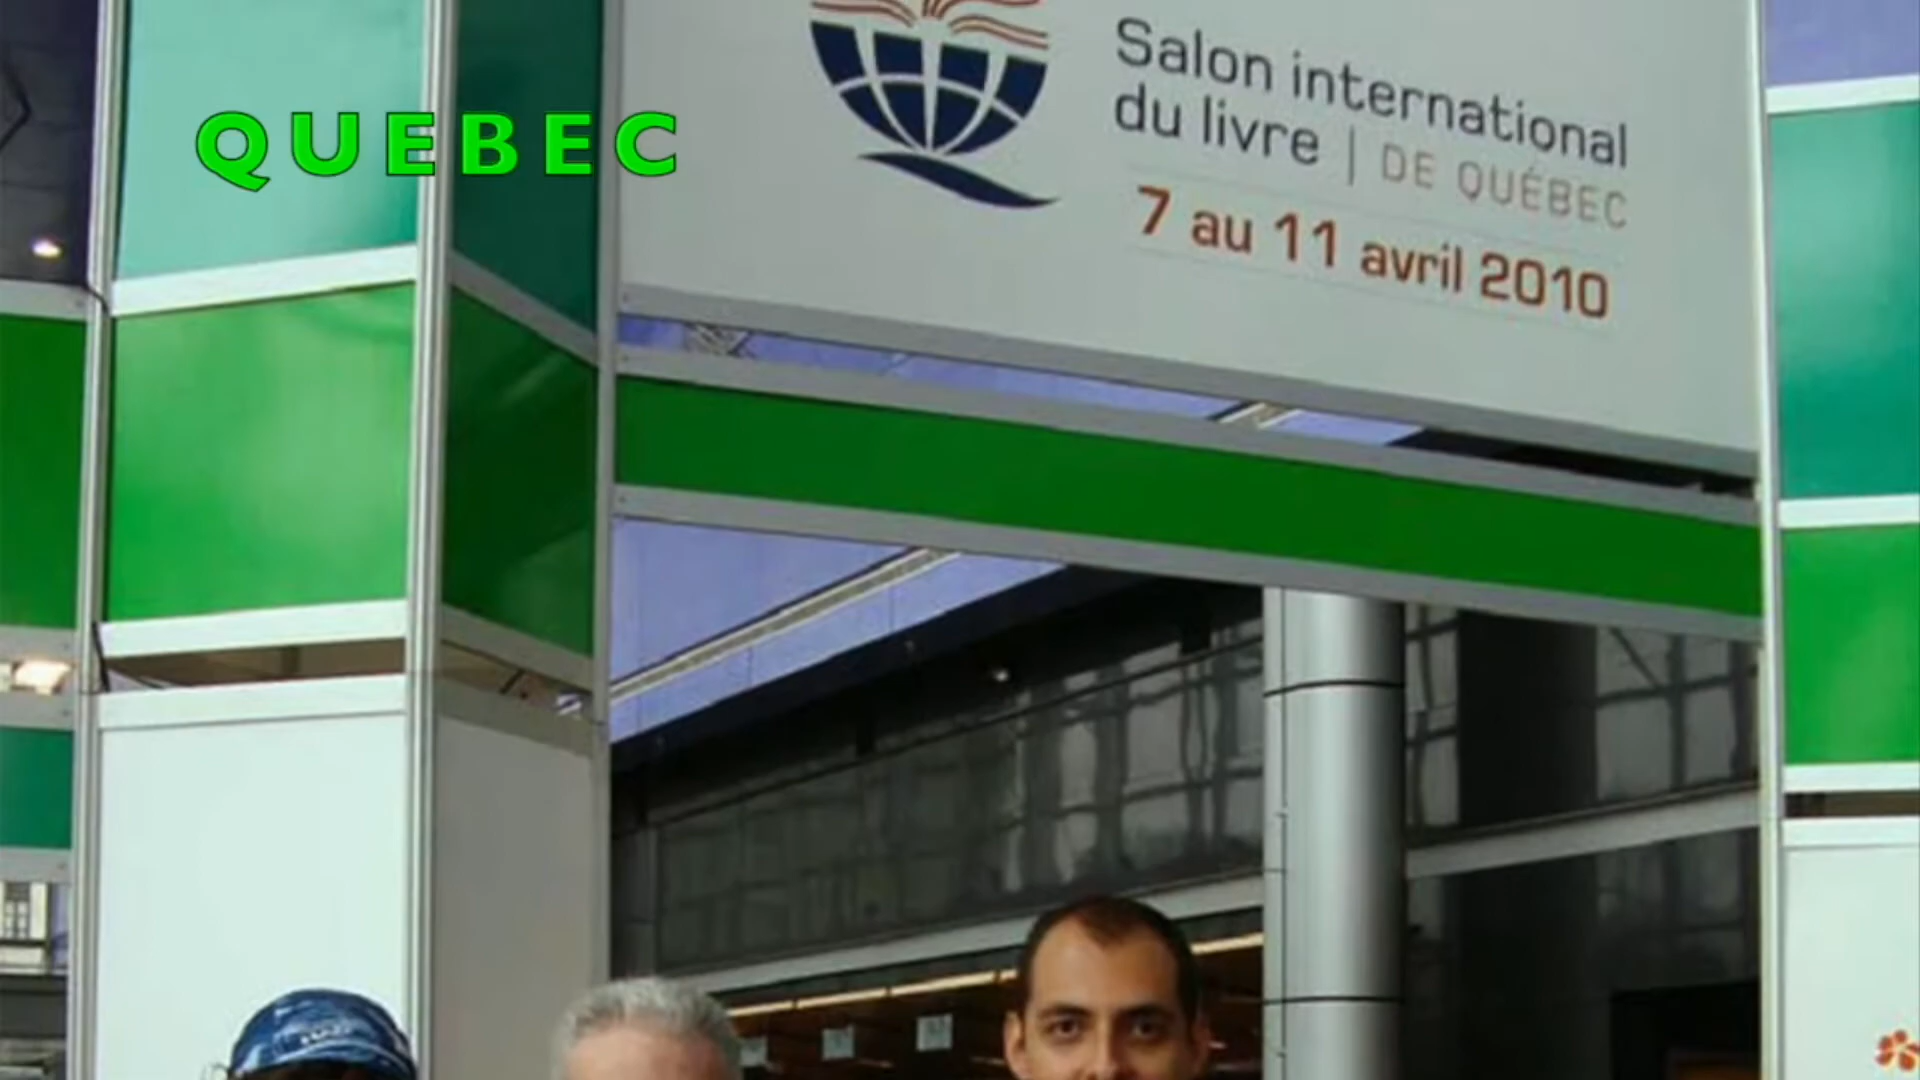 QUEBEC
Salon international
du livre | DE QUÉBEC
7 au 11 avril 2010